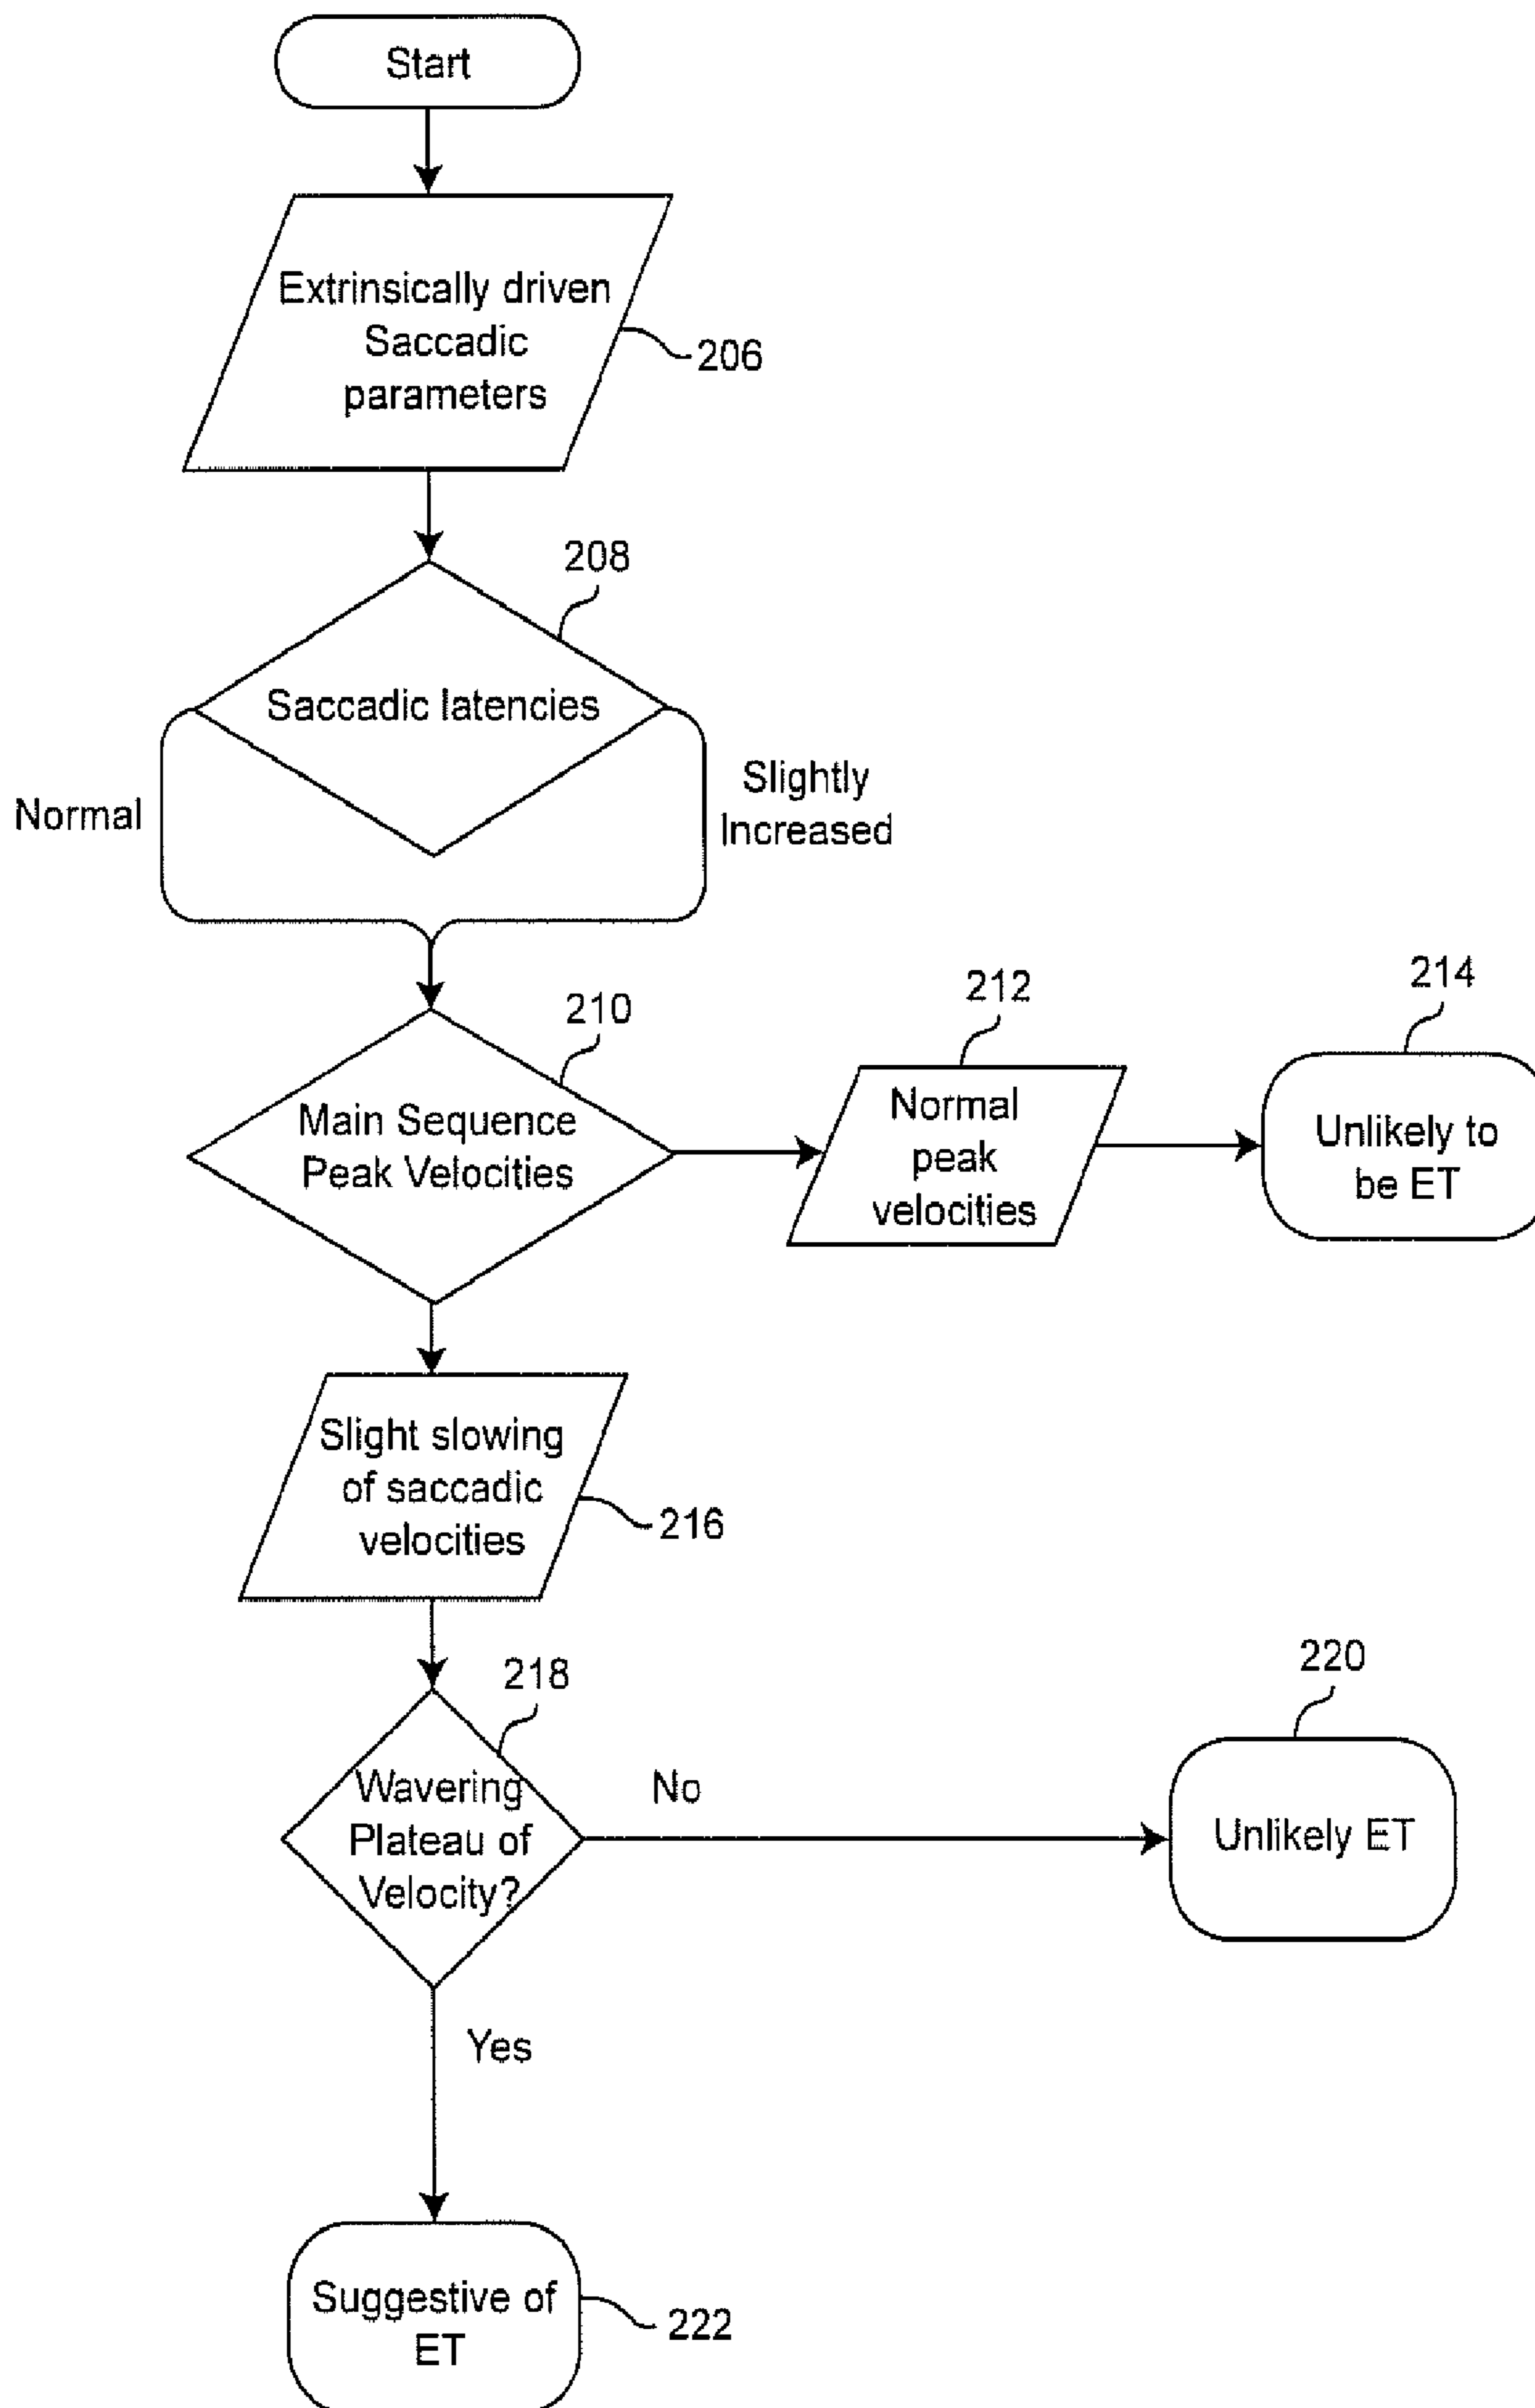 Start
Extrinsically driven
Saccadic
parameters
206
208
Saccadic latencies
Normal
Slightly
Increased
210
Main Sequence
Peak Velocities
212
Normal
peak
velocities
214
Unlikely to
be ET
Slight slowing
of saccadic
velocities
216
218
Wavering
Plateau of
Velocity?
No
220
Unlikely ET
Yes
Suggestive of
ET
222